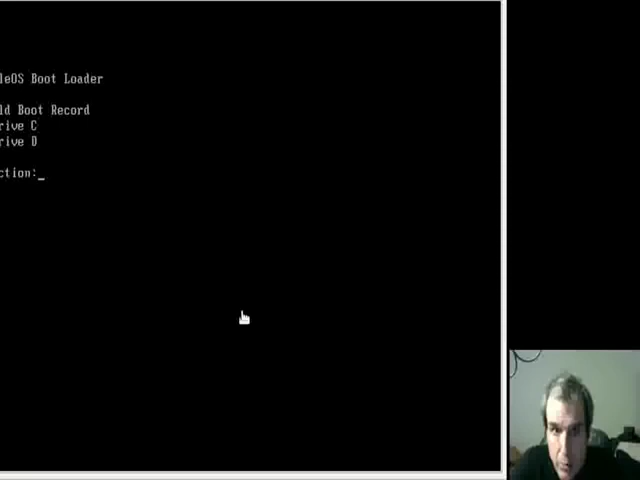 leOS Boot Loader
ld Boot Record
rive C
rive D
ction:_